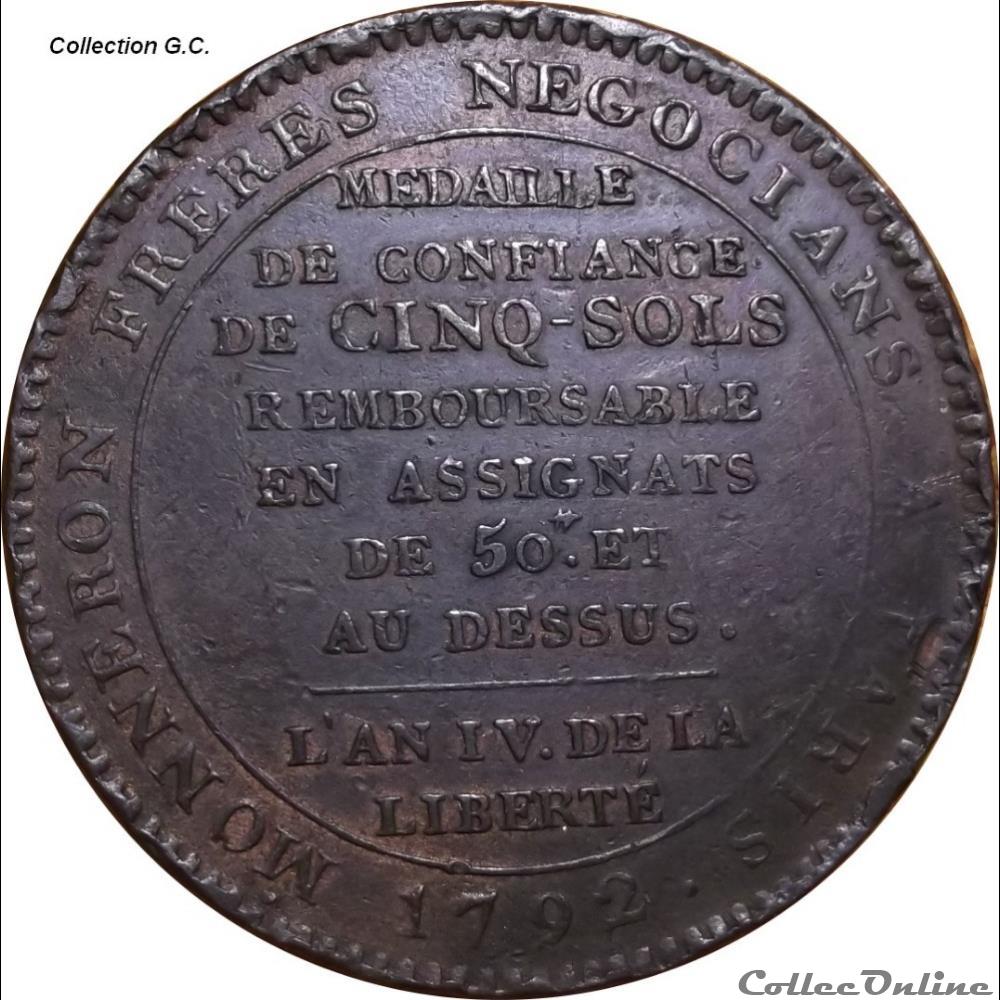 Collection G.C.
MONNERON FRERES NEGOCIANS A PARIS.
1792.
MEDAILLE
DE CONFIANCE
DE CINQ-SOLS
REMBOURSABLE
EN ASSIGNATS
DE 50.# ET
AU DESSUS.
L'AN IV. DE LA
LIBERTÉ
CollecOnline